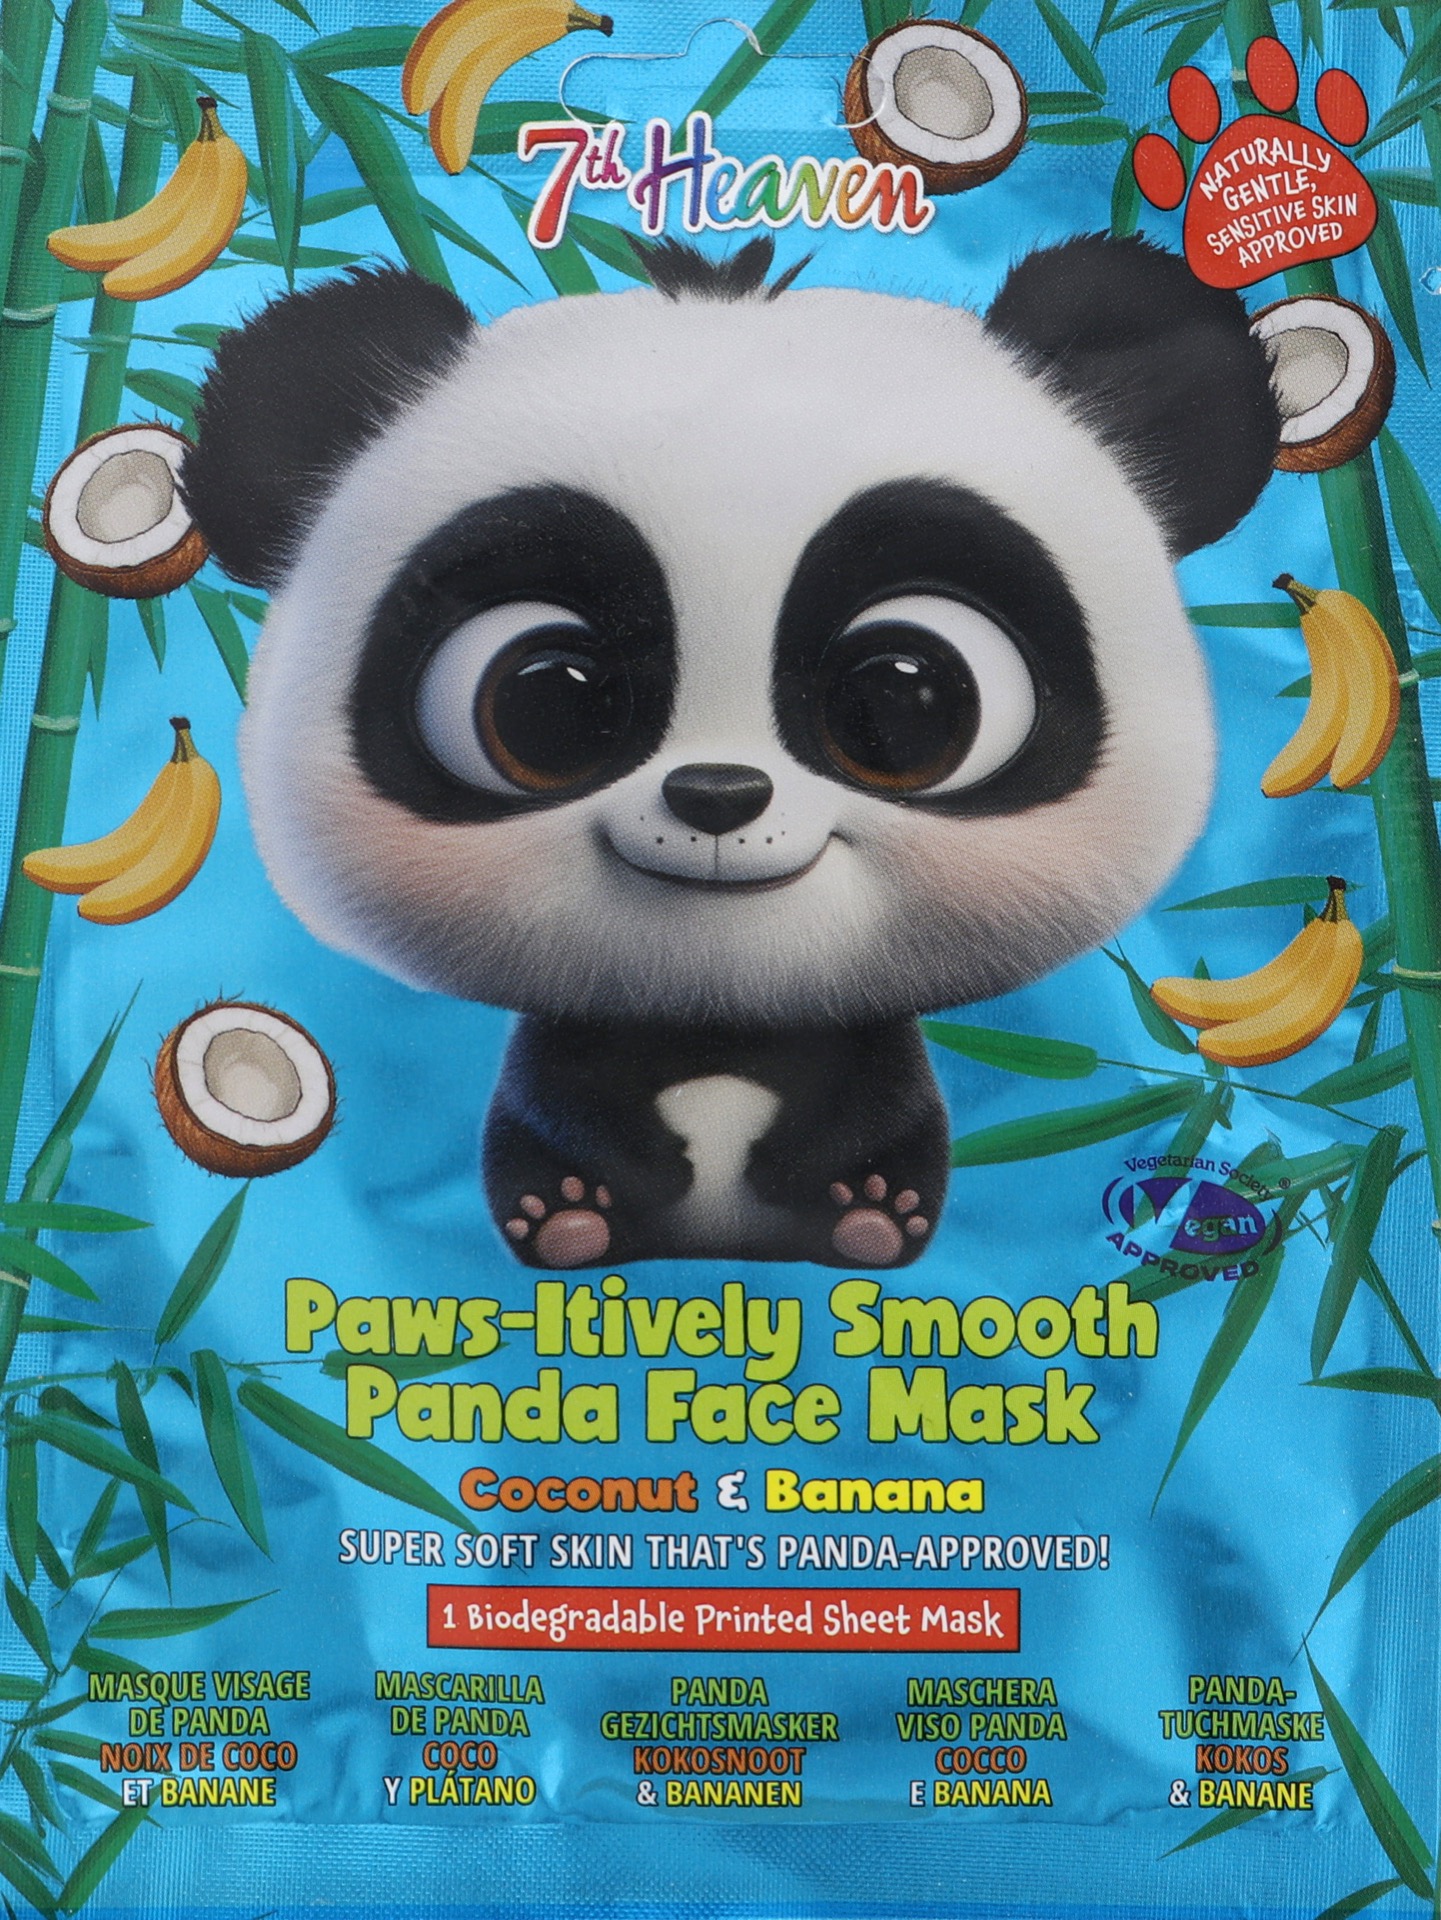 7th Heaven
NATURALLY
GENTLE,
SENSITIVE SKIN
APPROVED
Vegetarian Society ®
Vegan
APPROVED
Paws-Itively Smooth
Panda Face Mask
Coconut & Banana
SUPER SOFT SKIN THAT'S PANDA-APPROVED!
1 Biodegradable Printed Sheet Mask
MASQUE VISAGE
DE PANDA
NOIX DE COCO
ET BANANE
MASCARILLA
DE PANDA
COCO
Y PLÁTANO
PANDA
GEZICHTSMASKER
KOKOSNOOT
& BANANEN
MASCHERA
VISO PANDA
COCCO
E BANANA
PANDA-
TUCHMASKE
KOKOS
& BANANE